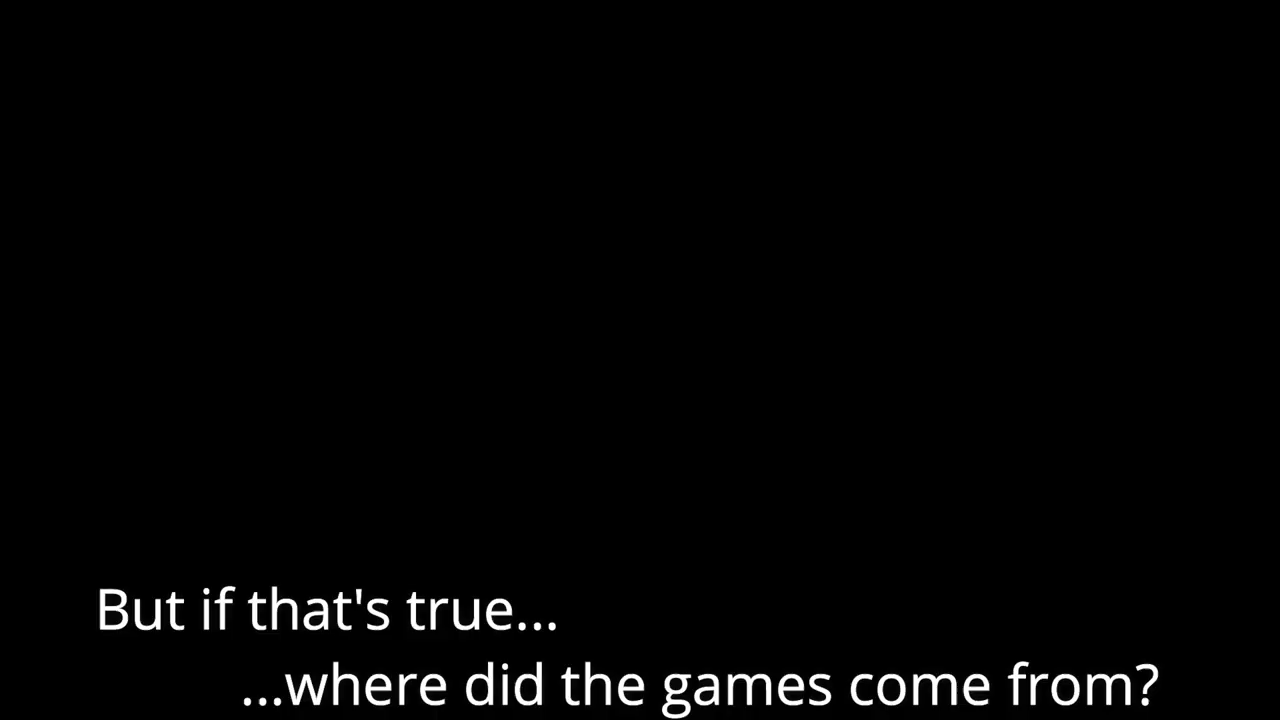 But if that's true...
...where did the games come from?